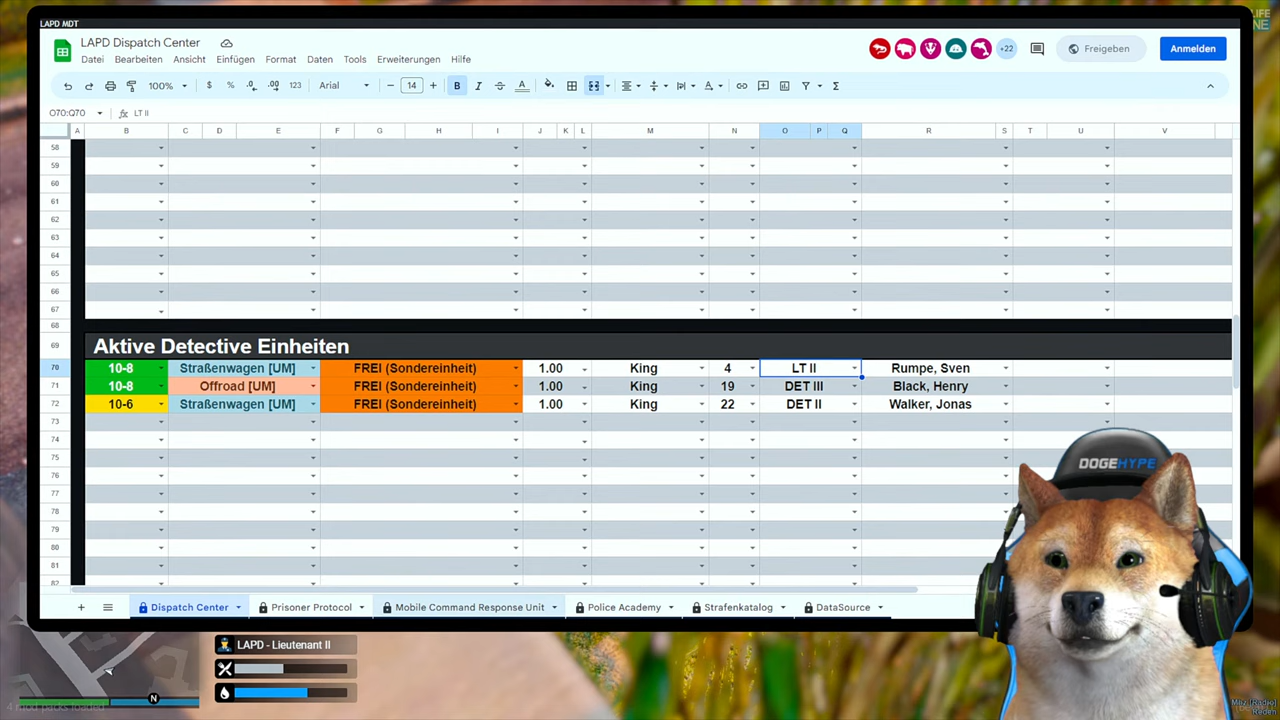 LAPD MDT
LIFE
LAPD Dispatch Center
Datei Bearbeiten Ansicht Einfügen Format Daten Tools Erweiterungen Hilfe
+22
Freigeben
Anmelden
100% $ % .0 .00 123 Arial - 14 + B I S A Σ
O70:Q70 fx LT II
A B C D E F G H I J K L M N O P Q R S T U V
58
59
60
61
62
63
64
65
66
67
68
69 Aktive Detective Einheiten
70 10-8 Straßenwagen [UM] FREI (Sondereinheit) 1.00 King 4 LT II Rumpe, Sven
71 10-8 Offroad [UM] FREI (Sondereinheit) 1.00 King 19 DET III Black, Henry
72 10-6 Straßenwagen [UM] FREI (Sondereinheit) 1.00 King 22 DET II Walker, Jonas
73
74
75
76
77
78
79
80
81
82
DOGEHYPE
+ Dispatch Center Prisoner Protocol Mobile Command Response Unit Police Academy Strafenkatalog DataSource
LAPD - Lieutenant II
N
Reden